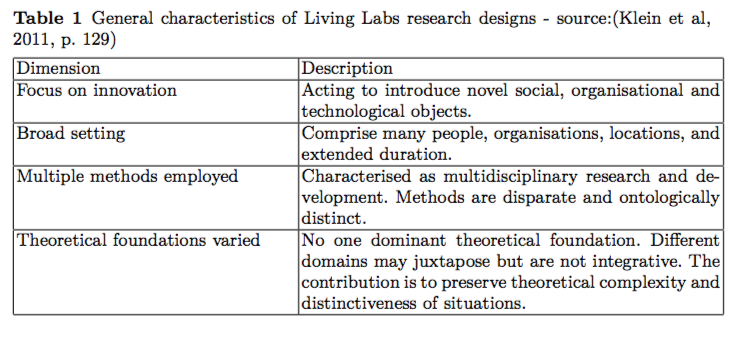 Table 1 General characteristics of Living Labs research designs - source:(Klein et al,
2011, p. 129)
Dimension Description
Focus on innovation Acting to introduce novel social, organisational and
technological objects.
Broad setting Comprise many people, organisations, locations, and
extended duration.
Multiple methods employed Characterised as multidisciplinary research and de-
velopment. Methods are disparate and ontologically
distinct.
Theoretical foundations varied No one dominant theoretical foundation. Different
domains may juxtapose but are not integrative. The
contribution is to preserve theoretical complexity and
distinctiveness of situations.